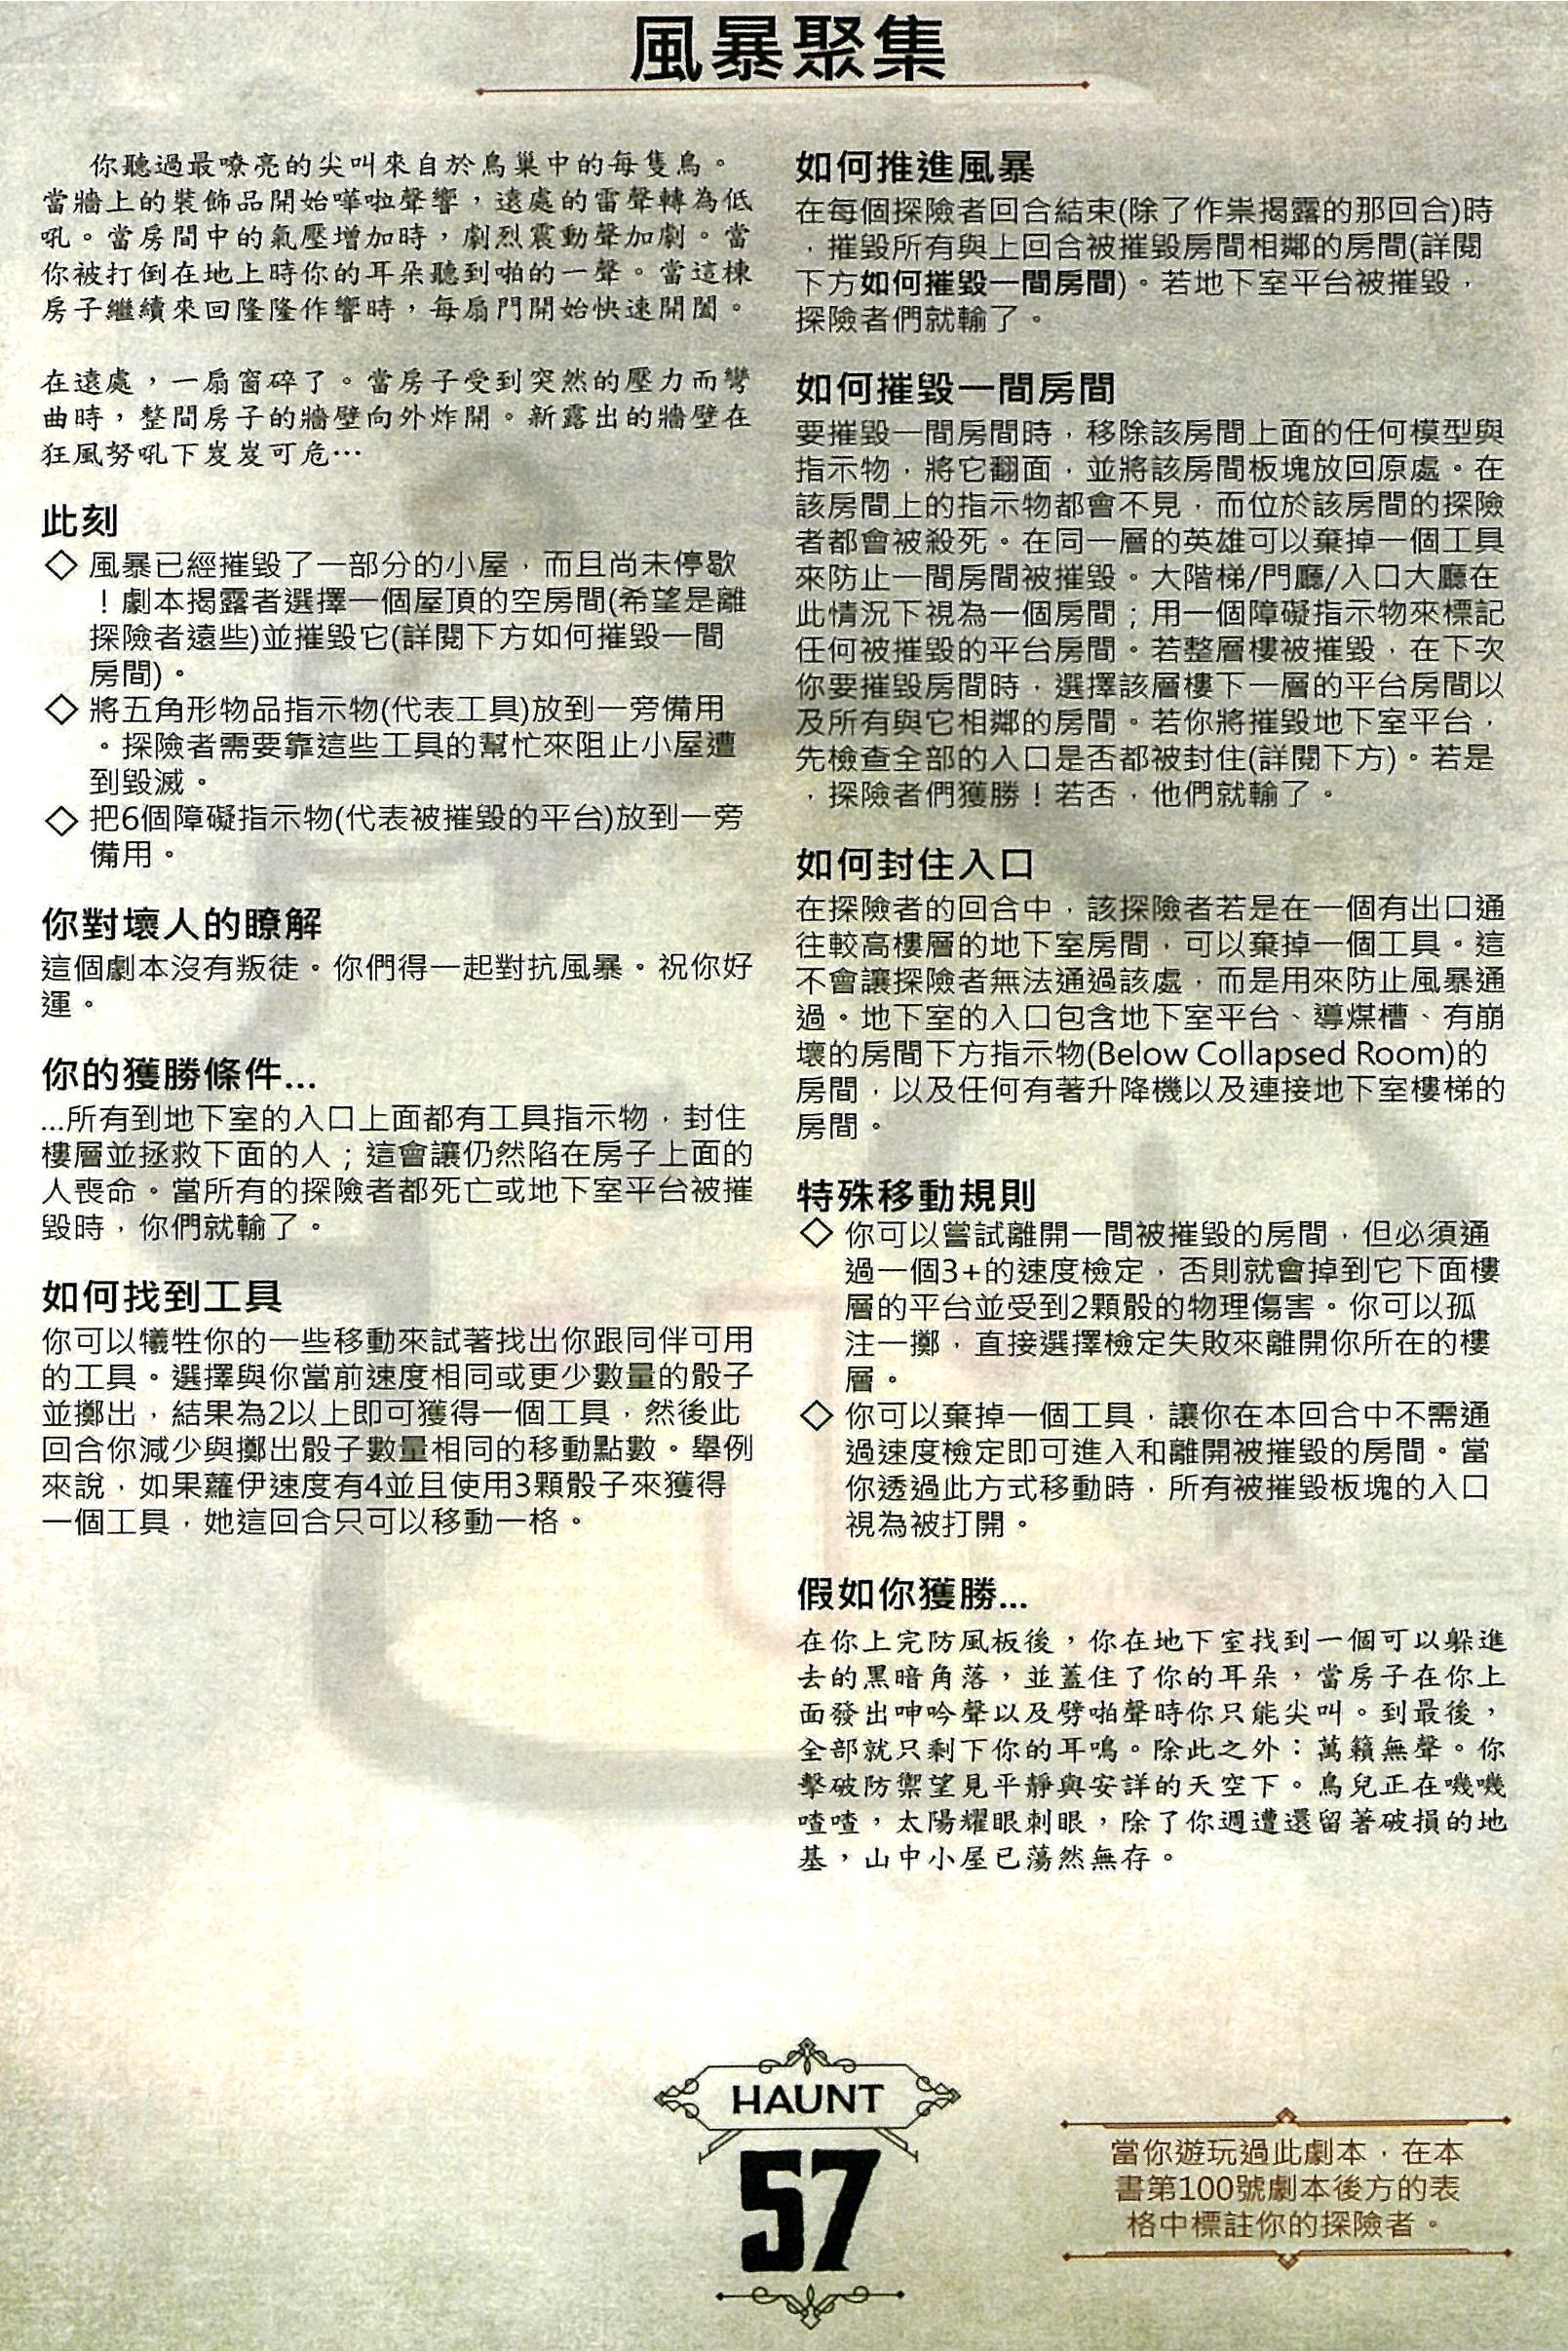 風暴聚集
你聽過最嘹亮的尖叫來自於鳥巢中的每隻鳥。
當牆上的裝飾品開始嘩啦聲響，遠處的雷聲轉為低
吼。當房間中的氣壓增加時，劇烈震動聲加劇。當
你被打倒在地上時你的耳朵聽到啪的一聲。當這棟
房子繼續來回隆隆作響時，每扇門開始快速開闔。
在遠處，一扇窗碎了。當房子受到突然的壓力而彎
曲時，整間房子的牆壁向外炸開。新露出的牆壁在
狂風努吼下岌岌可危…
此刻
◇ 風暴已經摧毀了一部分的小屋，而且尚未停歇
！劇本揭露者選擇一個屋頂的空房間(希望是離
探險者遠些)並摧毀它(詳閱下方如何摧毀一間
房間)。
◇ 將五角形物品指示物(代表工具)放到一旁備用
。探險者需要靠這些工具的幫忙來阻止小屋遭
到毀滅。
◇ 把6個障礙指示物(代表被摧毀的平台)放到一旁
備用。
你對壞人的瞭解
這個劇本沒有叛徒。你們得一起對抗風暴。祝你好
運。
你的獲勝條件...
...所有到地下室的入口上面都有工具指示物，封住
樓層並拯救下面的人；這會讓仍然陷在房子上面的
人喪命。當所有的探險者都死亡或地下室平台被摧
毀時，你們就輸了。
如何找到工具
你可以犧牲你的一些移動來試著找出你跟同伴可用
的工具。選擇與你當前速度相同或更少數量的骰子
並擲出，結果為2以上即可獲得一個工具，然後此
回合你減少與擲出骰子數量相同的移動點數。舉例
來說，如果蘿伊速度有4並且使用3顆骰子來獲得
一個工具，她這回合只可以移動一格。
如何推進風暴
在每個探險者回合結束(除了作祟揭露的那回合)時
，摧毀所有與上回合被摧毀房間相鄰的房間(詳閱
下方如何摧毀一間房間)。若地下室平台被摧毀，
探險者們就輸了。
如何摧毀一間房間
要摧毀一間房間時，移除該房間上面的任何模型與
指示物，將它翻面，並將該房間板塊放回原處。在
該房間上的指示物都會不見，而位於該房間的探險
者都會被殺死。在同一層的英雄可以棄掉一個工具
來防止一間房間被摧毀。大階梯/門廳/入口大廳在
此情況下視為一個房間；用一個障礙指示物來標記
任何被摧毀的平台房間。若整層樓被摧毀，在下次
你要摧毀房間時，選擇該層樓下一層的平台房間以
及所有與它相鄰的房間。若你將摧毀地下室平台，
先檢查全部的入口是否都被封住(詳閱下方)。若是
，探險者們獲勝！若否，他們就輸了。
如何封住入口
在探險者的回合中，該探險者若是在一個有出口通
往較高樓層的地下室房間，可以棄掉一個工具。這
不會讓探險者無法通過該處，而是用來防止風暴通
過。地下室的入口包含地下室平台、導煤槽、有崩
壞的房間下方指示物(Below Collapsed Room)的
房間，以及任何有著升降機以及連接地下室樓梯的
房間。
特殊移動規則
◇ 你可以嘗試離開一間被摧毀的房間，但必須通
過一個3+的速度檢定，否則就會掉到它下面樓
層的平台並受到2顆骰的物理傷害。你可以孤
注一擲，直接選擇檢定失敗來離開你所在的樓
層。
◇ 你可以棄掉一個工具，讓你在本回合中不需通
過速度檢定即可進入和離開被摧毀的房間。當
你透過此方式移動時，所有被摧毀板塊的入口
視為被打開。
假如你獲勝...
在你上完防風板後，你在地下室找到一個可以躲進
去的黑暗角落，並蓋住了你的耳朵，當房子在你上
面發出呻吟聲以及劈啪聲時你只能尖叫。到最後，
全部就只剩下你的耳鳴。除此之外：萬籟無聲。你
擊破防禦望見平靜與安詳的天空下。鳥兒正在嘰嘰
喳喳，太陽耀眼刺眼，除了你週遭還留著破損的地
基，山中小屋已蕩然無存。
HAUNT
57
當你遊玩過此劇本，在本
書第100號劇本後方的表
格中標註你的探險者。